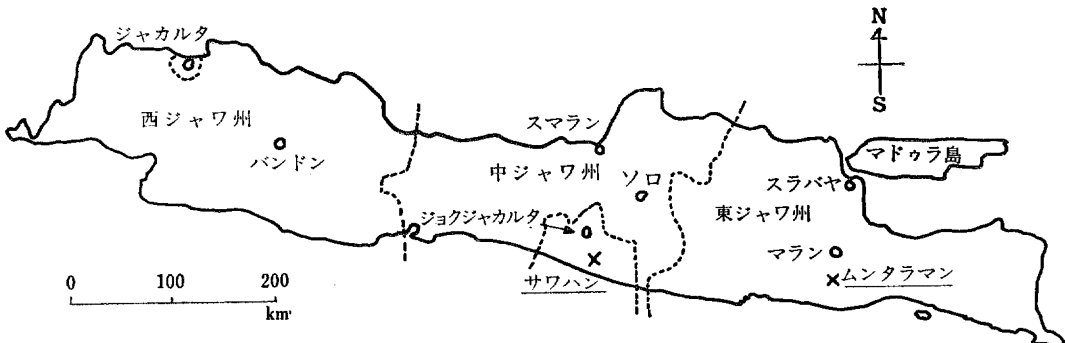 ジャカルタ
N
S
西ジャワ州
バンドン
スマラン
中ジャワ州
ソロ
ジョクジャカルタ
サワハン
マドゥラ島
スラバヤ
東ジャワ州
マラン
ムンタラマン
0 100 200
km